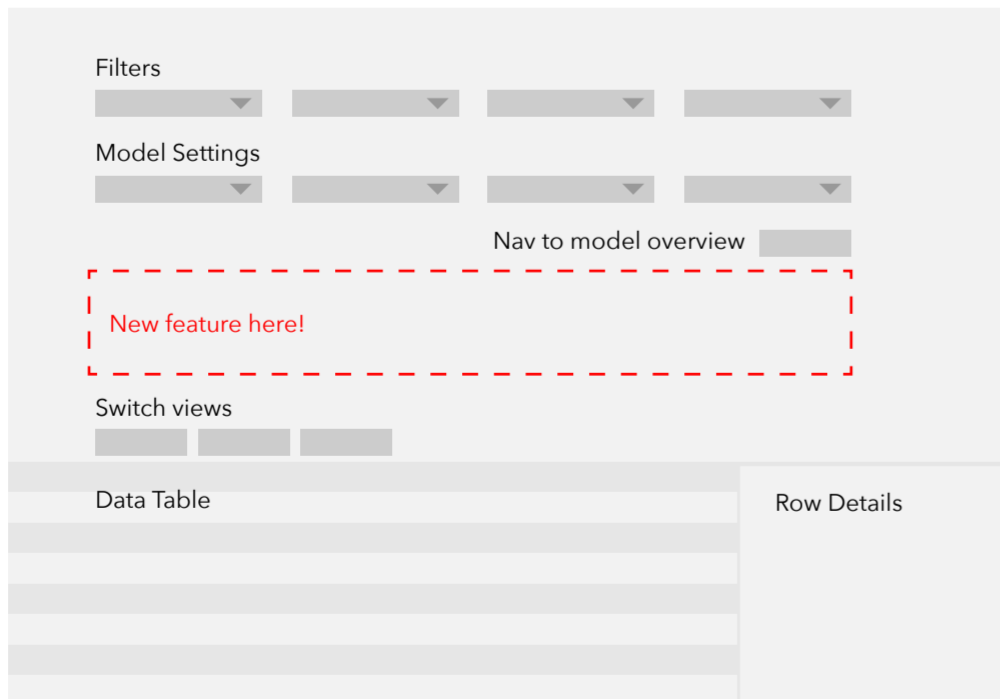 Filters
Model Settings
Nav to model overview
New feature here!
Switch views
Data Table
Row Details